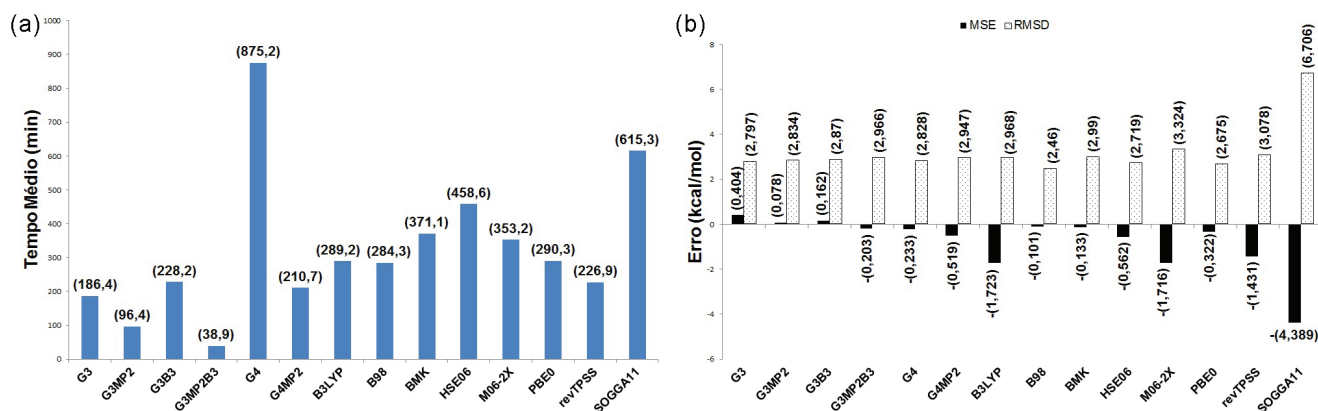 (a)
Tempo Médio (min)
1000
900
800
700
600
500
400
300
200
100
0
(186,4)
(96,4)
(228,2)
(38,9)
(875,2)
(210,7)
(289,2)
(284,3)
(371,1)
(458,6)
(353,2)
(290,3)
(226,9)
(615,3)
G3
G3MP2
G3B3
G3MP2B3
G4
G4MP2
B3LYP
B98
BMK
HSE06
M06-2X
PBE0
revTPSS
SOGGA11
(b)
MSE RMSD
Erro (kcal/mol)
8
6
4
2
0
-2
-4
-6
(0,404)
(2,797)
(0,078)
(2,834)
(0,162)
(2,87)
-(0,203)
(2,966)
-(0,233)
(2,828)
-(0,519)
(2,947)
-(1,723)
(2,968)
-(0,101)
(2,46)
-(0,133)
(2,99)
-(0,562)
(2,719)
-(1,716)
(3,324)
-(0,322)
(2,675)
-(1,431)
(3,078)
-(4,389)
(6,706)
G3
G3MP2
G3B3
G3MP2B3
G4
G4MP2
B3LYP
B98
BMK
HSE06
M06-2X
PBE0
revTPSS
SOGGA11